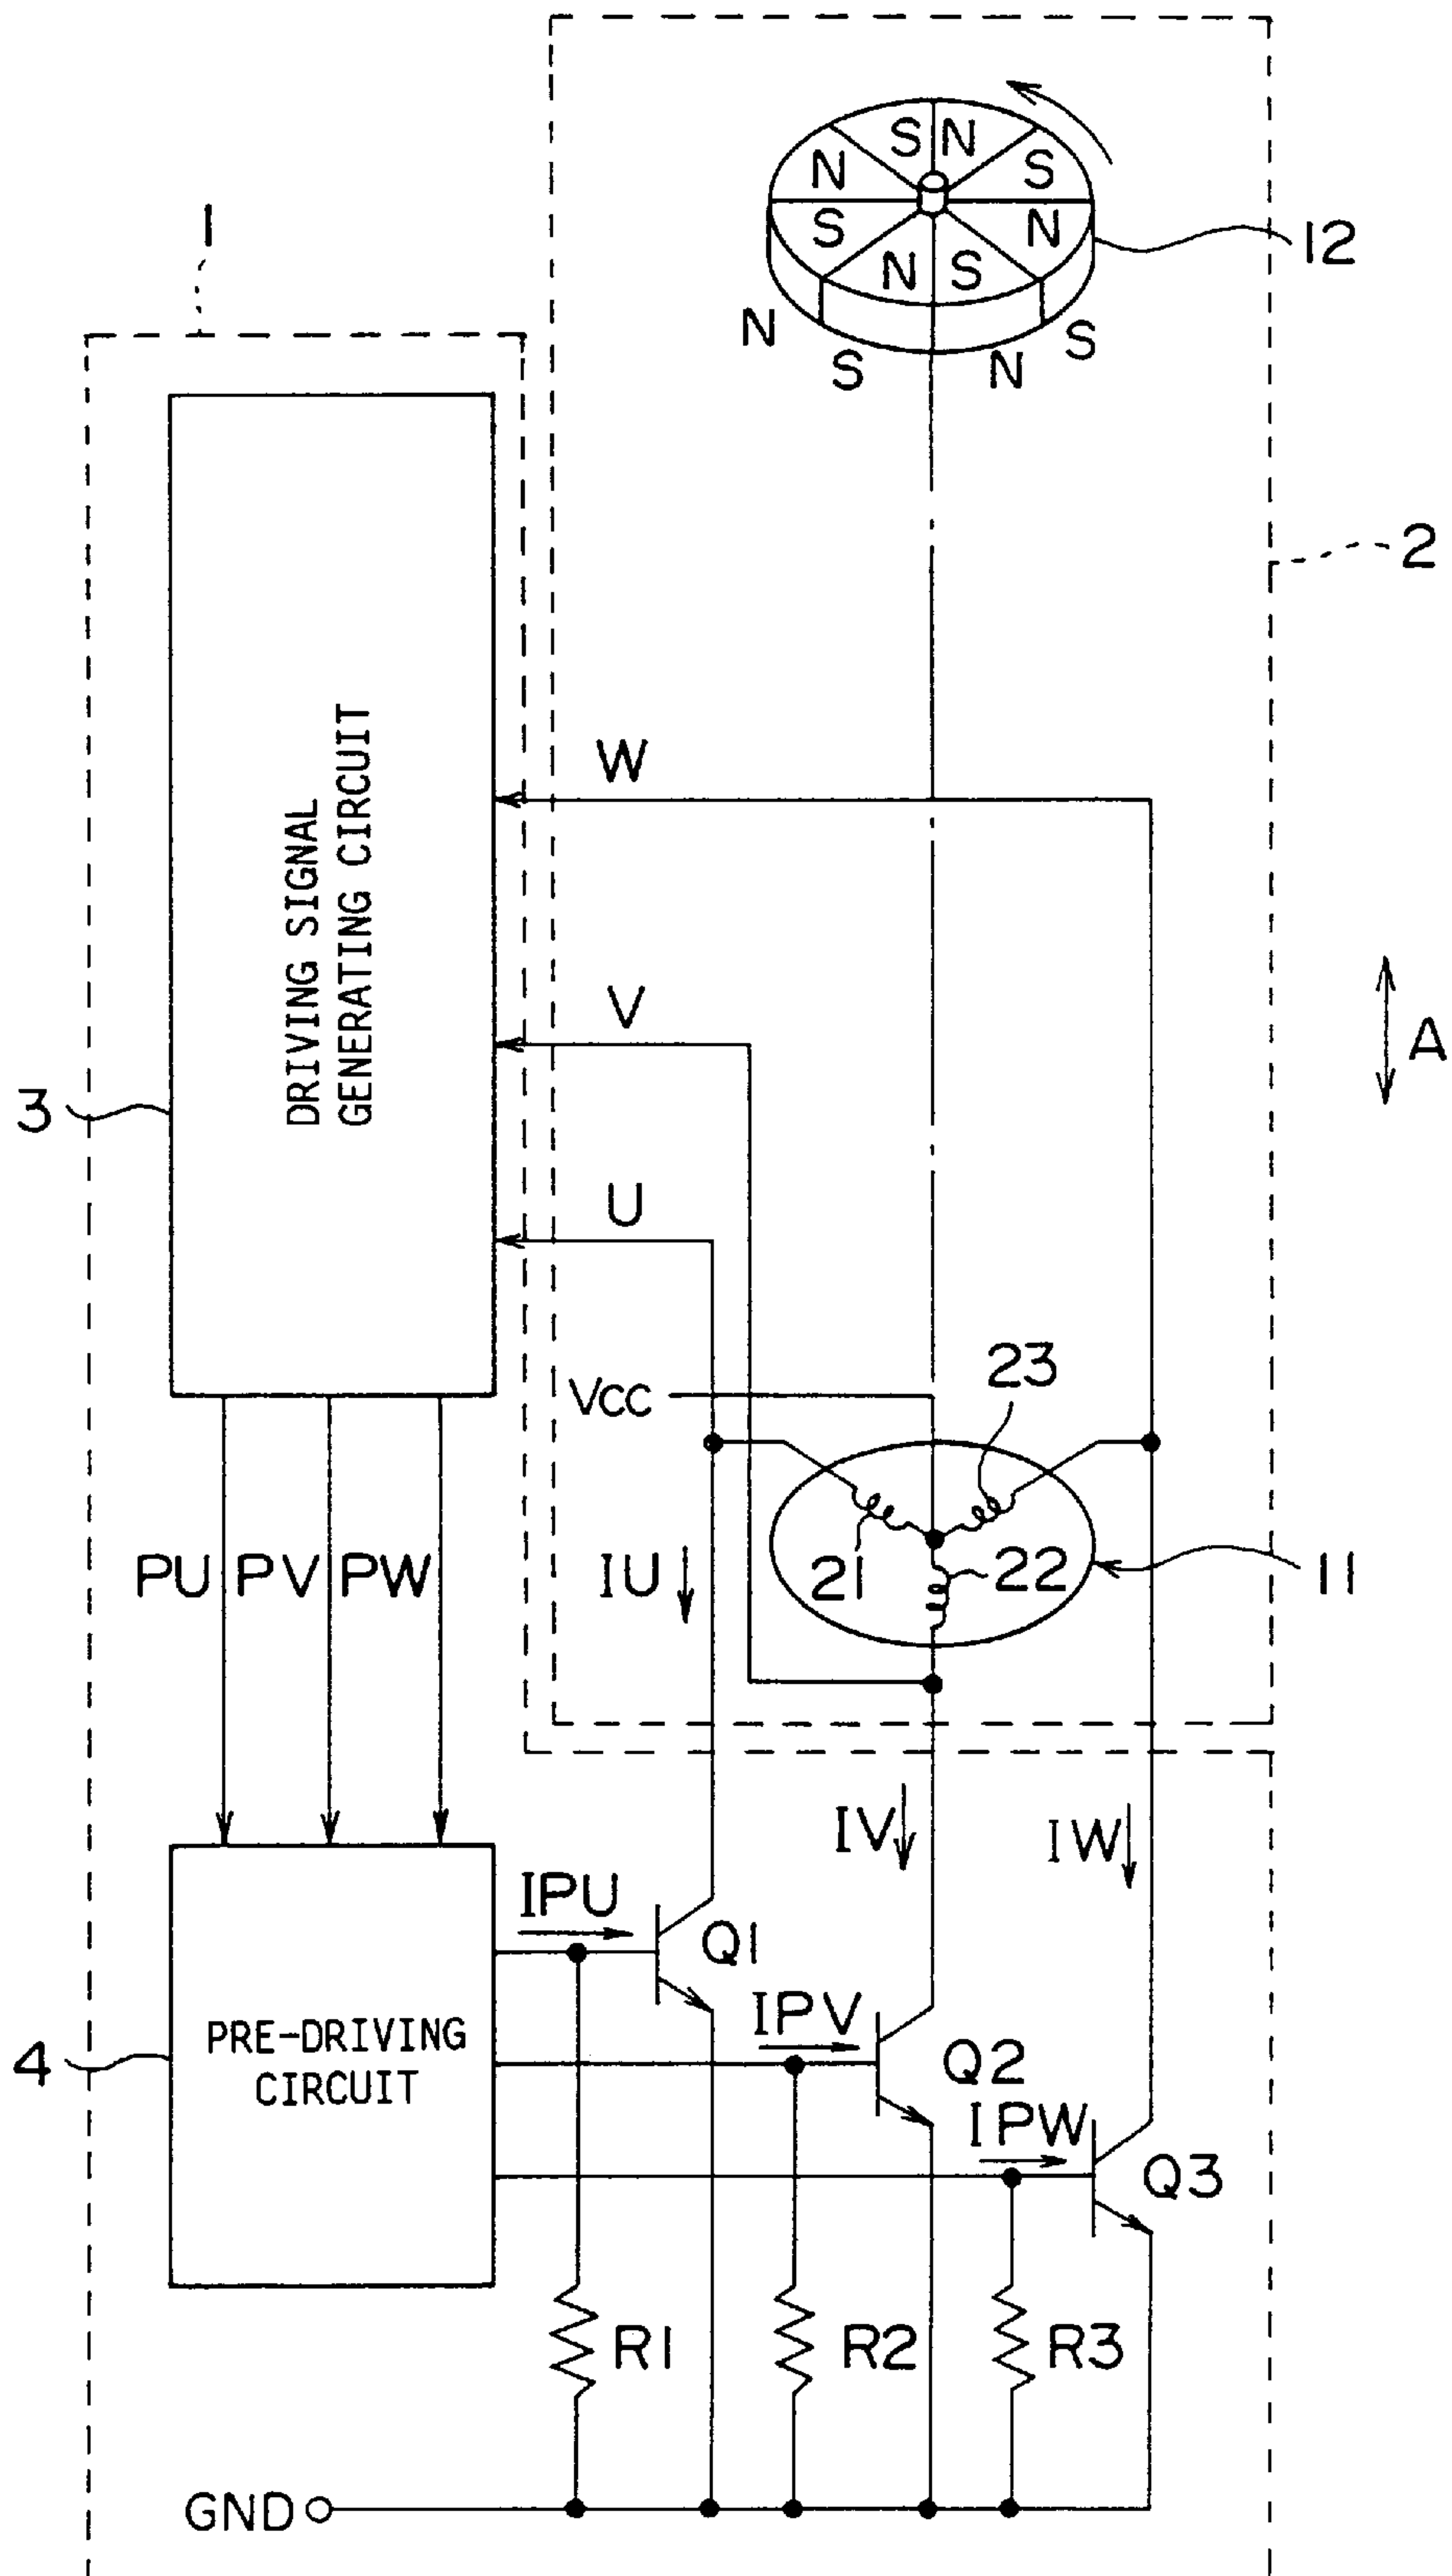 S N
N S
S N
N S
12
N S
S N
1
2
W
DRIVING SIGNAL
GENERATING CIRCUIT
V
A
3
U
23
VCC
PU PV PW
IU
21 22
11
IV
IW
IPU
Q1
IPV
PRE-DRIVING
CIRCUIT
4
Q2
IPW
Q3
R1 R2 R3
GND